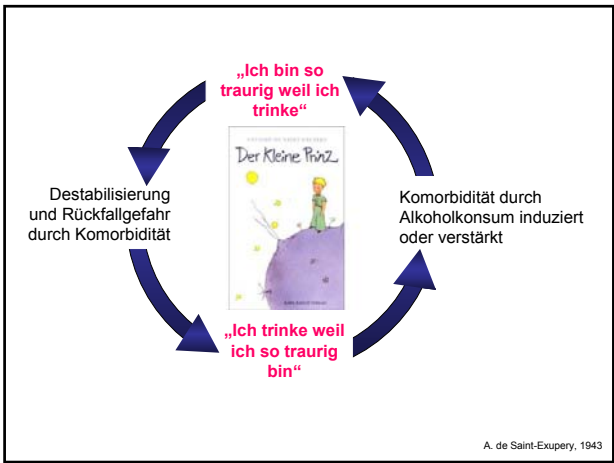 „Ich bin so
traurig weil ich
trinke“
Der Kleine Prinz
Destabilisierung
und Rückfallgefahr
durch Komorbidität
Komorbidität durch
Alkoholkonsum induziert
oder verstärkt
„Ich trinke weil
ich so traurig
bin“
A. de Saint-Exupery, 1943